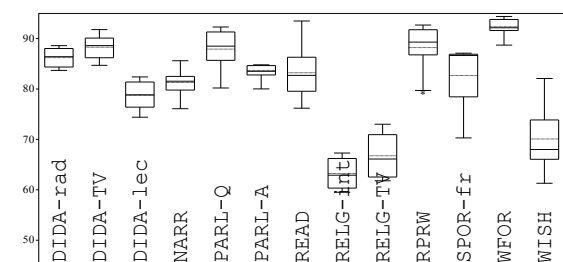 90
80
70
60
50
DIDA-rad
DIDA-TV
DIDA-lec
NARR
PARL-Q
PARL-A
READ
RELG-int
RELG-TV
RPRW
SPOR-fr
WFOR
WISH